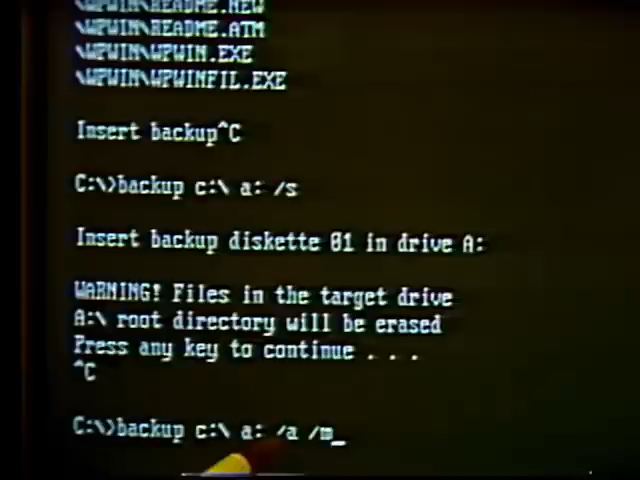 \WPWIN\README.NEW
\WPWIN\README.ATM
\WPWIN\WPWIN.EXE
\WPWIN\WPWINFIL.EXE
Insert backup^C
C:\>backup c:\ a: /s
Insert backup diskette 01 in drive A:
WARNING! Files in the target drive
A:\ root directory will be erased
Press any key to continue . . .
^C
C:\>backup c:\ a: /a /m_